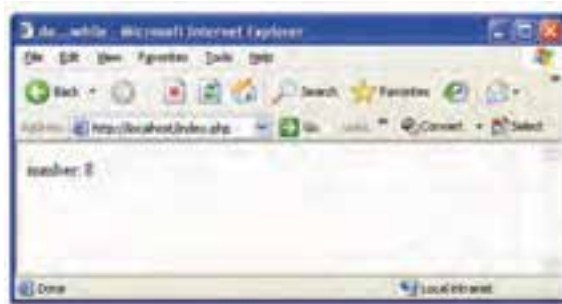 do...while - Microsoft Internet Explorer
File Edit View Favorites Tools Help
Back Search Favorites
Address http://localhost/index.php Go Links » Connect Select
number: 8
Done Local intranet